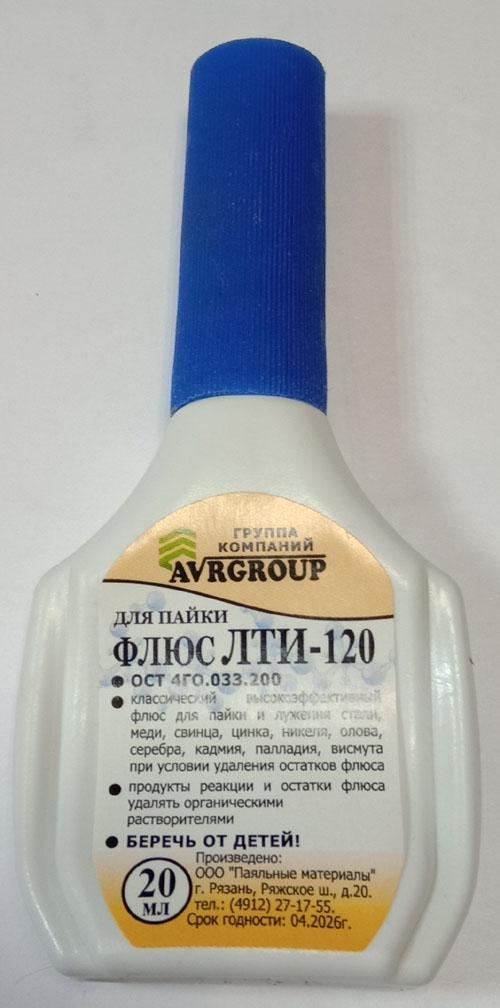 ГРУППА
КОМПАНИЙ
AVRGROUP
ДЛЯ ПАЙКИ
ФЛЮС ЛТИ-120
• ОСТ 4ГО.033.200
• классический высокоэффективный
флюс для пайки и лужения стали,
меди, свинца, цинка, никеля, олова,
серебра, кадмия, палладия, висмута
при условии удаления остатков флюса
• продукты реакции и остатки флюса
удалять органическими
растворителями
• БЕРЕЧЬ ОТ ДЕТЕЙ!
20
МЛ
Произведено:
ООО "Паяльные материалы"
г. Рязань, Ряжское ш., д.20.
тел.: (4912) 27-17-55.
Срок годности: 04.2026г.